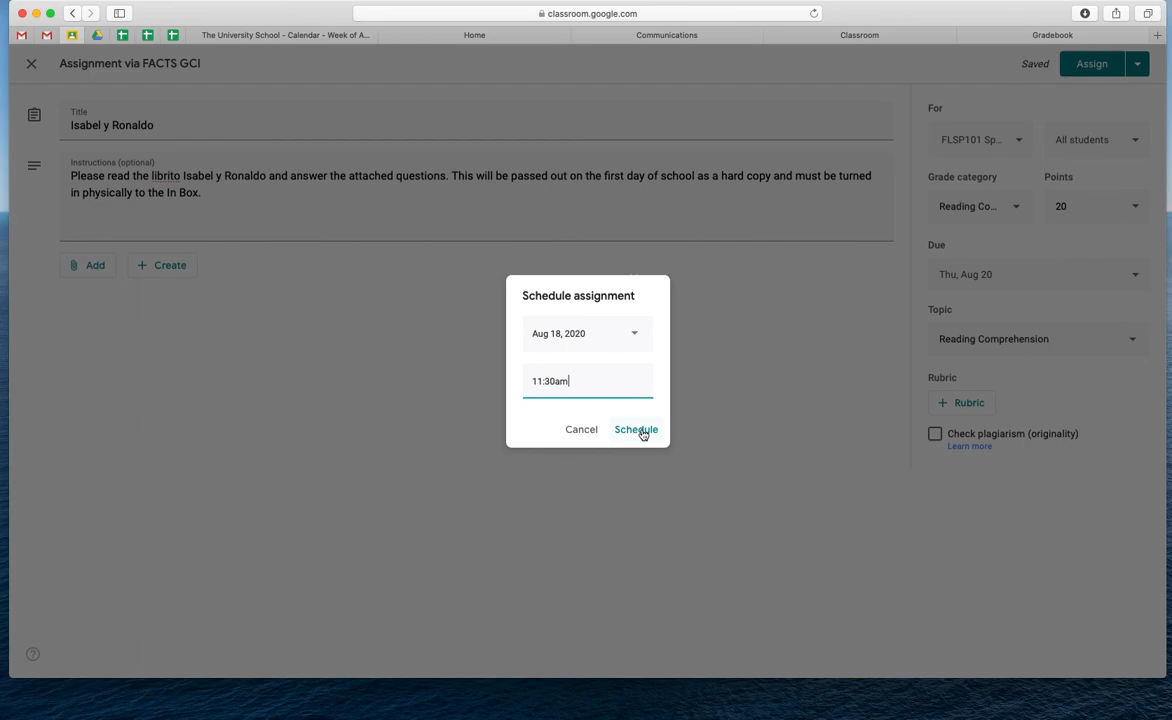 classroom.google.com
The University School - Calendar - Week of A...
Home
Communications
Classroom
Gradebook
Assignment via FACTS GCI
Saved
Assign
Title
Isabel y Ronaldo
Instructions (optional)
Please read the librito Isabel y Ronaldo and answer the attached questions. This will be passed out on the first day of school as a hard copy and must be turned
in physically to the In Box.
Add
Create
For
FLSP101 Sp...
All students
Grade category
Points
Reading Co...
20
Due
Thu, Aug 20
Topic
Reading Comprehension
Rubric
Rubric
Check plagiarism (originality)
Learn more
Schedule assignment
Aug 18, 2020
11:30am
Cancel
Schedule